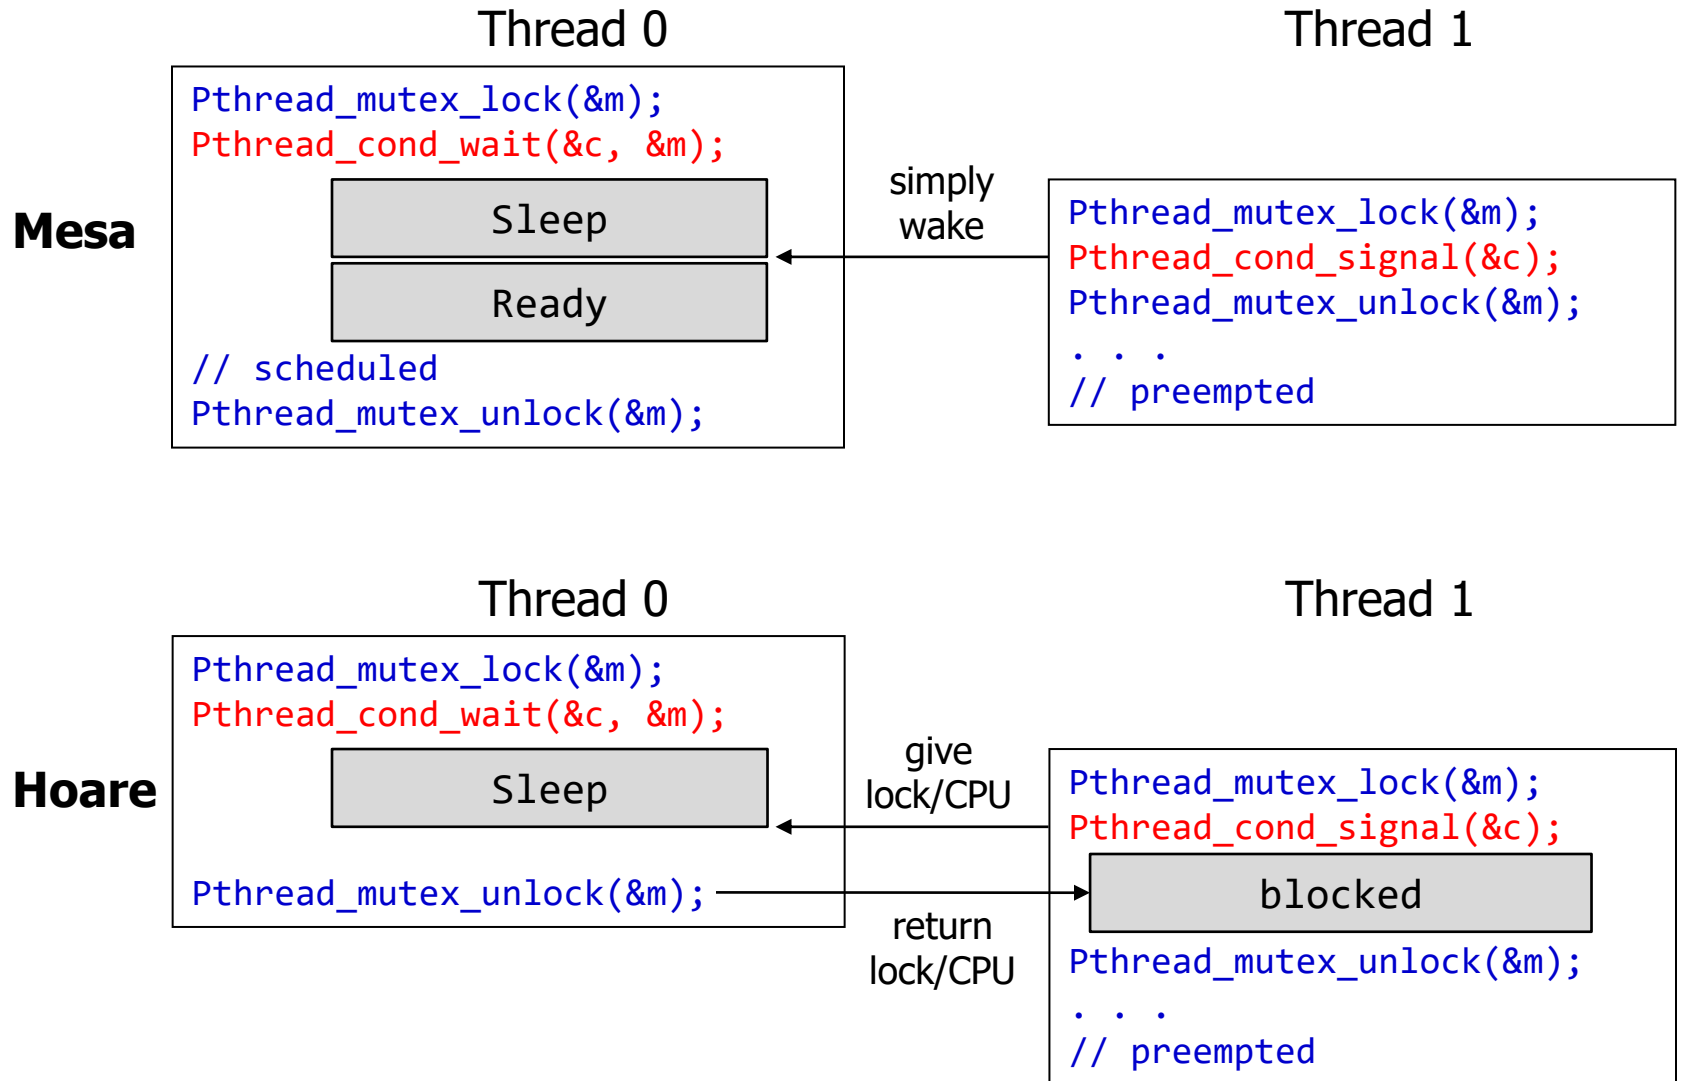 Thread 0
Thread 1
Mesa
Pthread_mutex_lock(&m);
Pthread_cond_wait(&c, &m);
Sleep
Ready
// scheduled
Pthread_mutex_unlock(&m);
simply
wake
Pthread_mutex_lock(&m);
Pthread_cond_signal(&c);
Pthread_mutex_unlock(&m);
. . .
// preempted
Thread 0
Thread 1
Hoare
Pthread_mutex_lock(&m);
Pthread_cond_wait(&c, &m);
Sleep
Pthread_mutex_unlock(&m);
give
lock/CPU
return
lock/CPU
Pthread_mutex_lock(&m);
Pthread_cond_signal(&c);
blocked
Pthread_mutex_unlock(&m);
. . .
// preempted